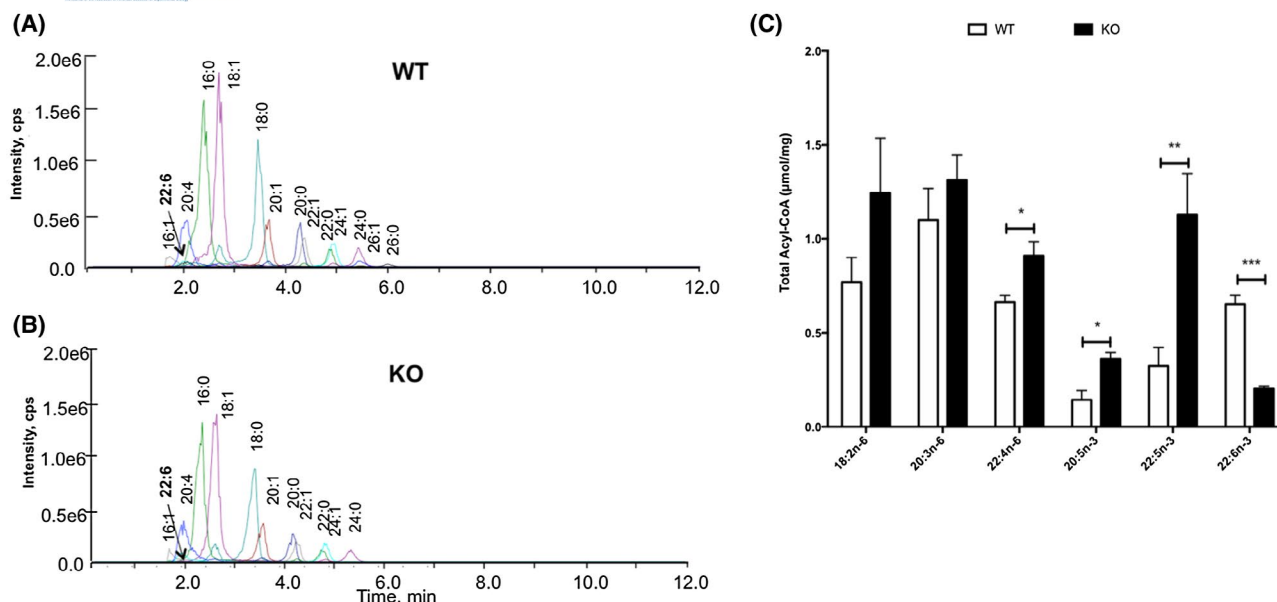 (A)
2.0e6
1.5e6
1.0e6
0.5e6
0.0
Intensity, cps
WT
16:1
22:6
20:4
16:0
18:1
18:0
20:1
20:0
22:1
22:0
24:1
24:0
26:1
26:0
2.0 4.0 6.0 8.0 10.0 12.0
(B)
2.0e6
1.5e6
1.0e6
0.5e6
0.0
Intensity, cps
KO
16:1
22:6
20:4
16:0
18:1
18:0
20:1
20:0
22:1
22:0
24:1
24:0
2.0 4.0 6.0 8.0 10.0 12.0
Time, min
(C)
WT KO
2.0
1.5
1.0
0.5
0.0
Total Acyl-CoA (µmol/mg)
*
*
**
***
18:2n-6
20:3n-6
22:4n-6
20:5n-3
22:5n-3
22:6n-3